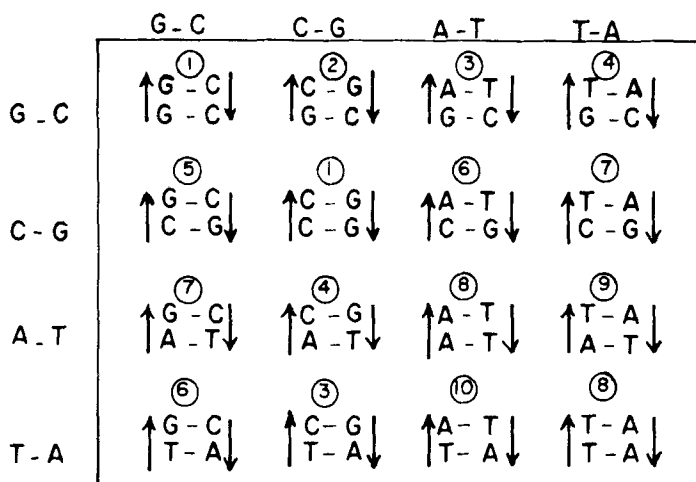 G-C C-G A-T T-A
① ② ③ ④
↑G-C↓ ↑C-G↓ ↑A-T↓ ↑T-A↓
G-C G-C G-C G-C G-C
⑤ ① ⑥ ⑦
↑G-C↓ ↑C-G↓ ↑A-T↓ ↑T-A↓
C-G C-G C-G C-G C-G
⑦ ④ ⑧ ⑨
↑G-C↓ ↑C-G↓ ↑A-T↓ ↑T-A↓
A-T A-T A-T A-T A-T
⑥ ③ ⑩ ⑧
↑G-C↓ ↑C-G↓ ↑A-T↓ ↑T-A↓
T-A T-A T-A T-A T-A